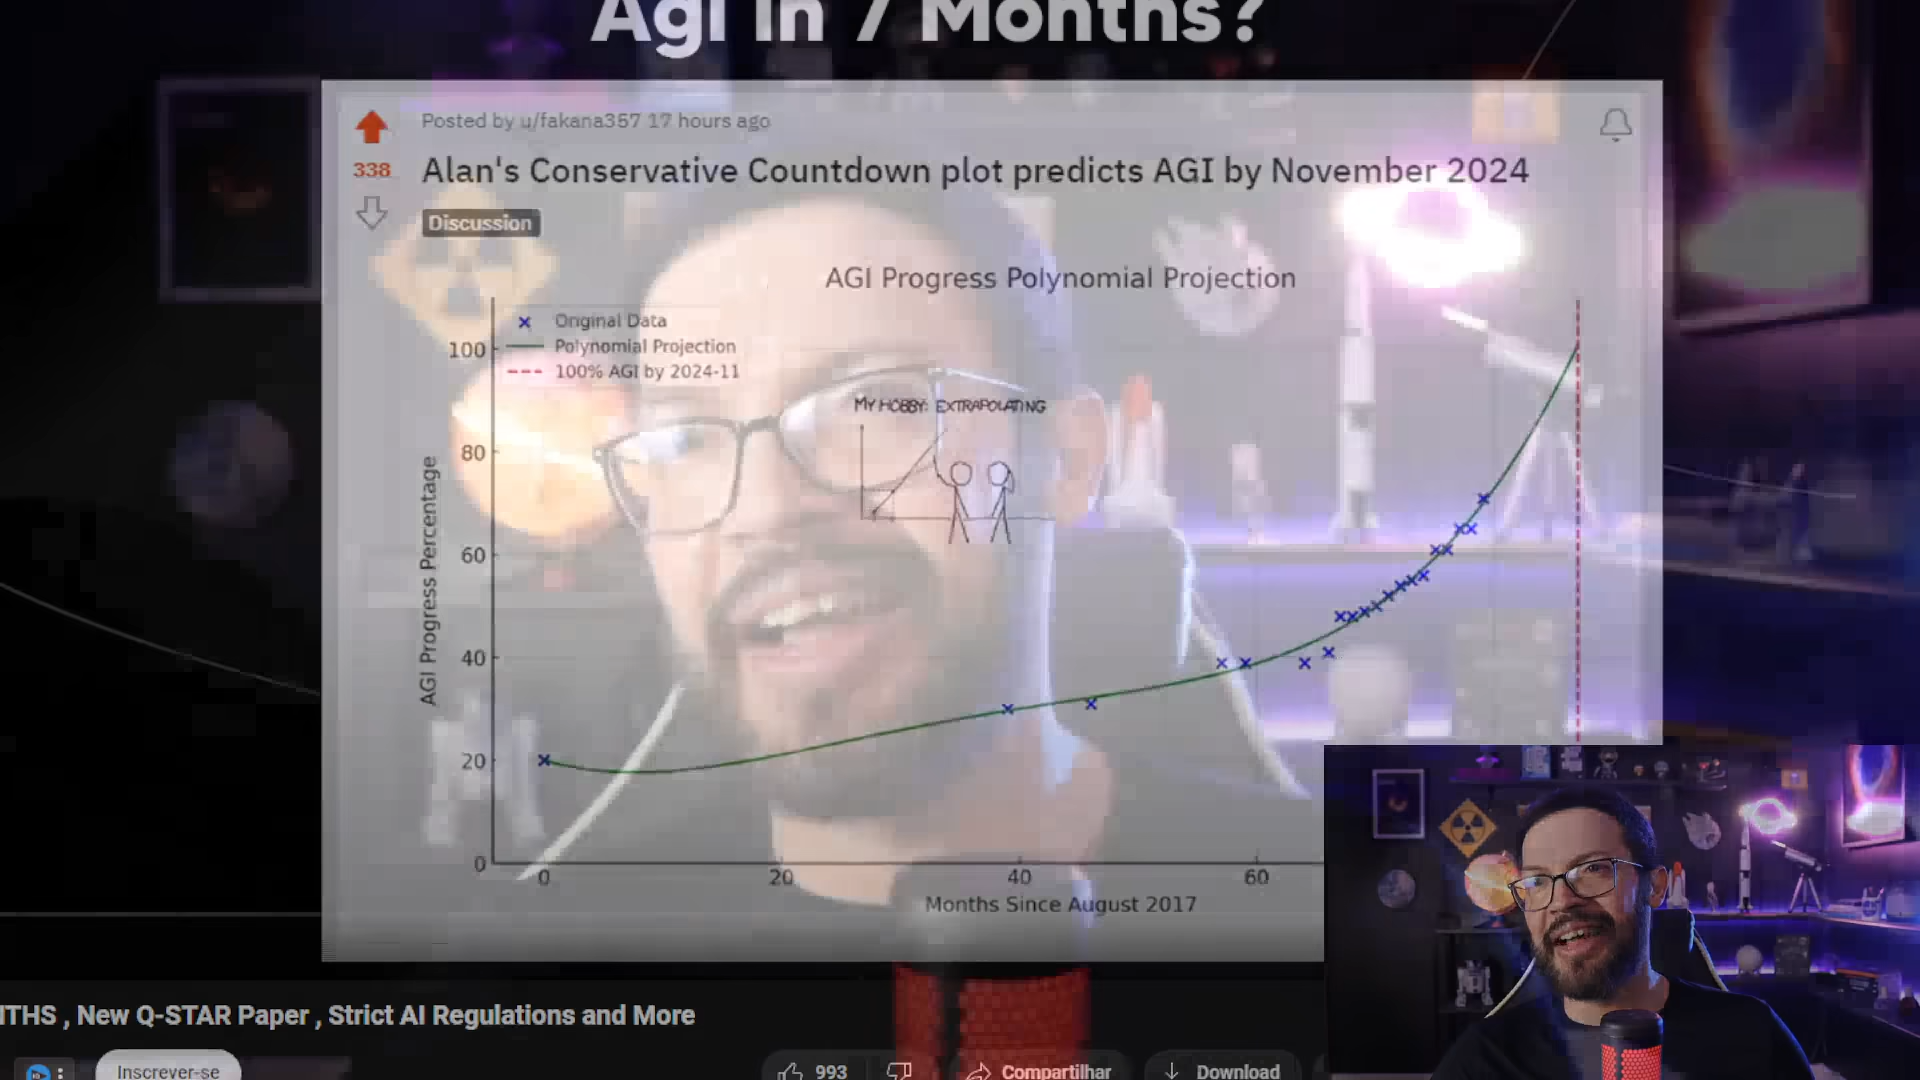 Agi In 7 Months?
Posted by u/fakana357 17 hours ago
338
Alan's Conservative Countdown plot predicts AGI by November 2024
Discussion
AGI Progress Polynomial Projection
Original Data
Polynomial Projection
100% AGI by 2024-11
MY HOBBY: EXTRAPOLATING
AGI Progress Percentage
100
80
60
40
20
0
0
20
40
60
Months Since August 2017
NTHS , New Q-STAR Paper , Strict AI Regulations and More
Inscrever-se
993
Compartilhar
Download